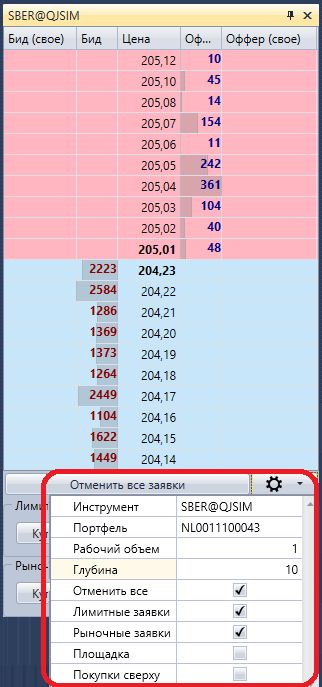 SBER@QJSIM
Бид (свое) Бид Цена Оф... Оффер (свое)
205,12 10
205,10 45
205,08 14
205,07 154
205,06 11
205,05 242
205,04 361
205,03 104
205,02 40
205,01 48
2223 204,23
2584 204,22
1286 204,21
1369 204,20
1373 204,19
1264 204,18
2449 204,17
1104 204,16
1622 204,15
1449 204,14
Отменить все заявки
Инструмент SBER@QJSIM
Портфель NL0011100043
Рабочий объем 1
Глубина 10
Отменить все
Лимитные заявки
Рыночные заявки
Площадка
Покупки сверху